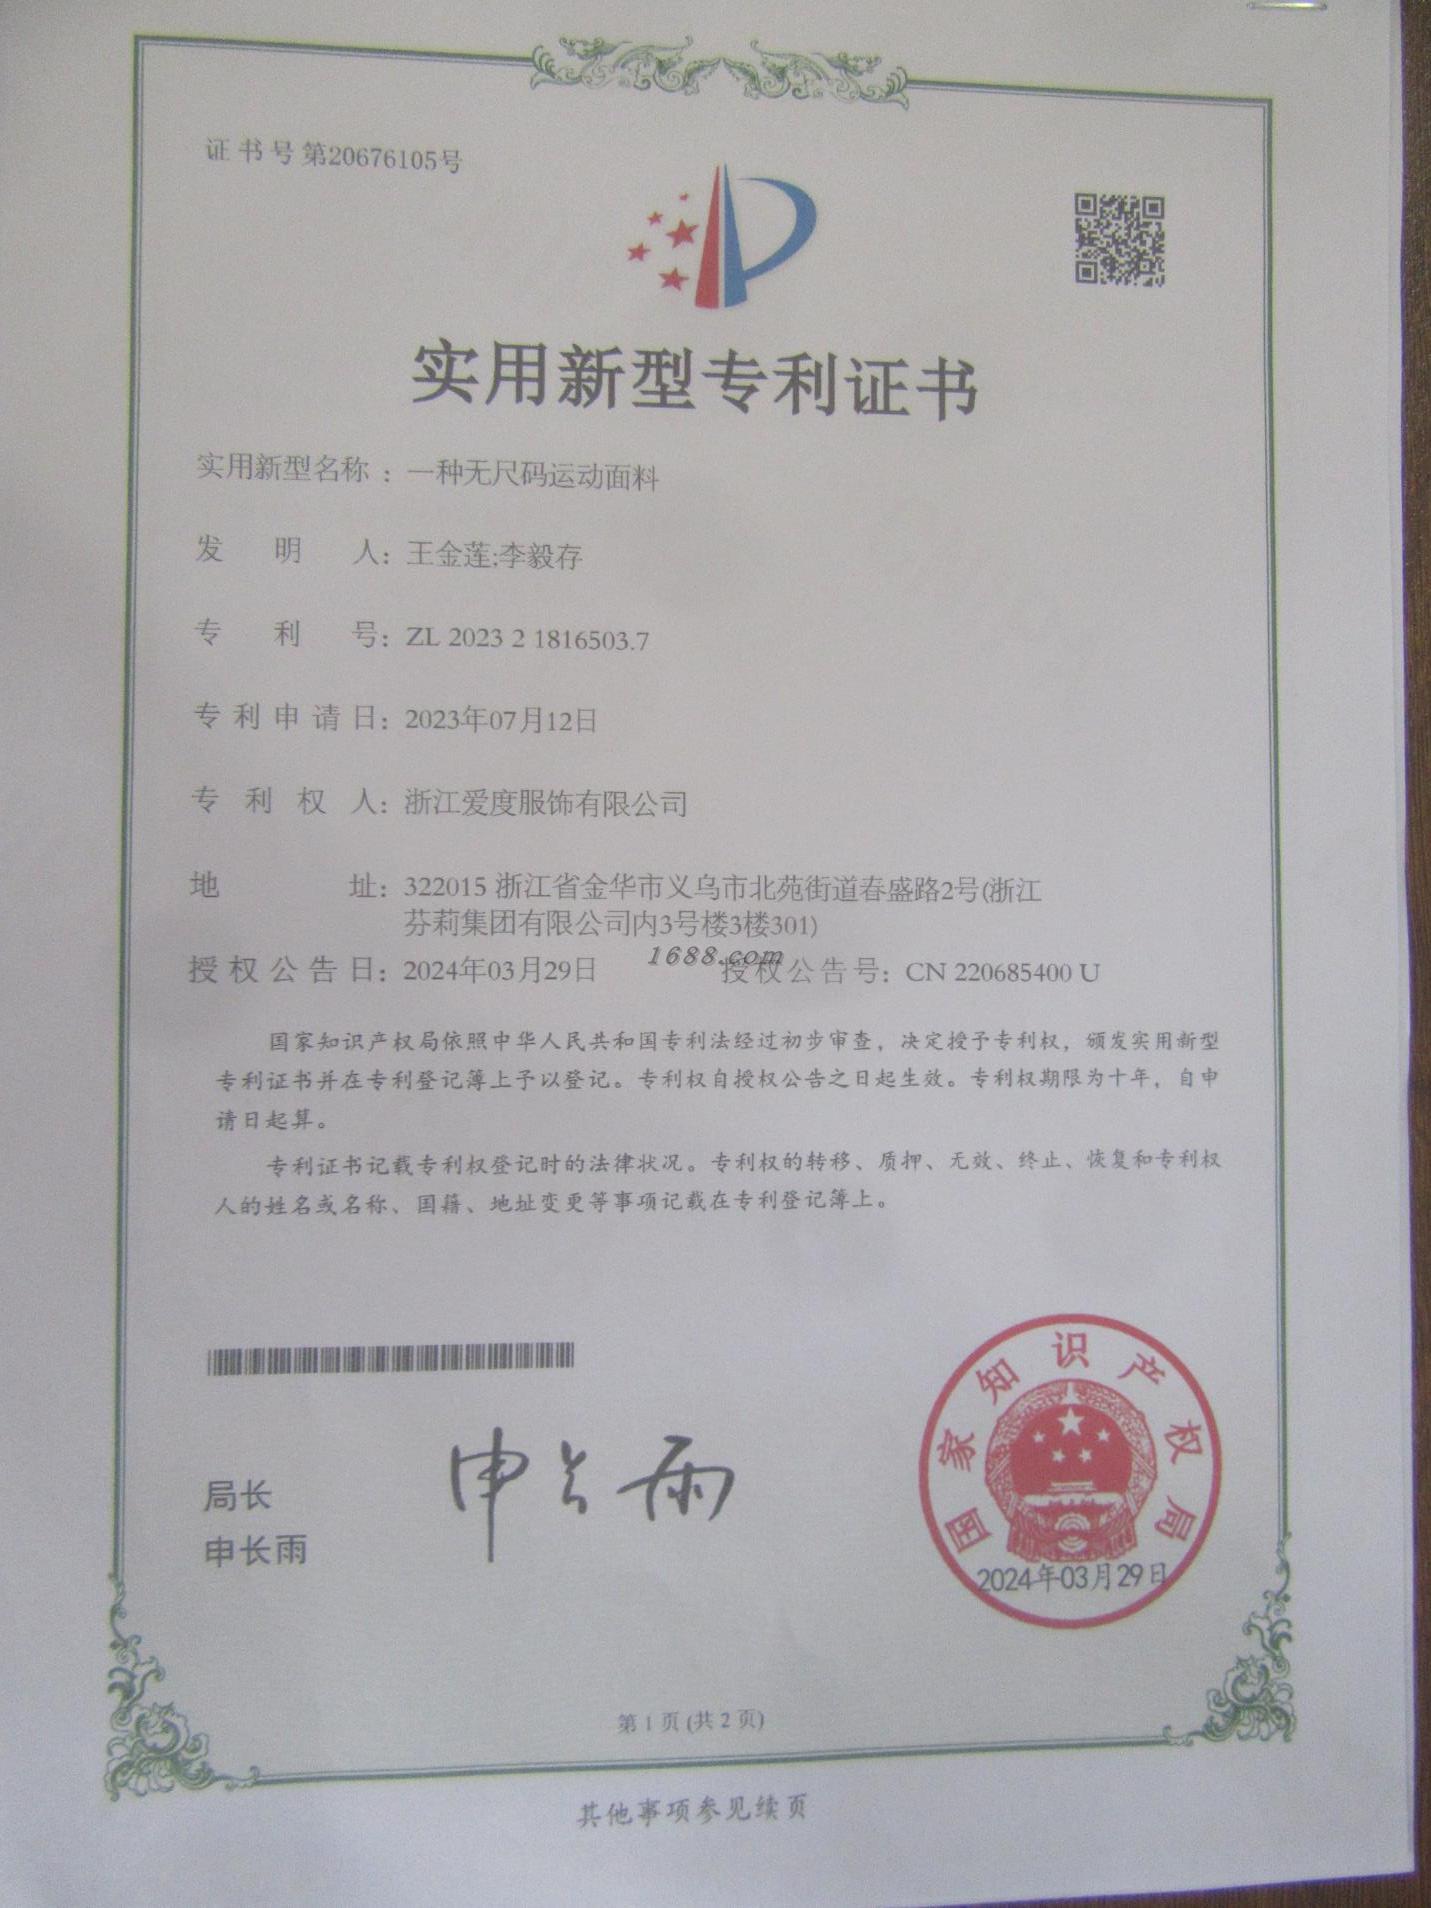 证书号第20676105号
实用新型专利证书
实用新型名称：一种无尺码运动面料
发明人：王金莲;李毅存
专利号：ZL 2023 2 1816503.7
专利申请日：2023年07月12日
专利权人：浙江爱度服饰有限公司
地址：322015 浙江省金华市义乌市北苑街道春盛路2号(浙江
芬莉集团有限公司内3号楼3楼301)
1688.com
授权公告日：2024年03月29日 授权公告号：CN 220685400 U
国家知识产权局依照中华人民共和国专利法经过初步审查，决定授予专利权，颁发实用新型
专利证书并在专利登记簿上予以登记。专利权自授权公告之日起生效。专利权期限为十年，自申
请日起算。
专利证书记载专利权登记时的法律状况。专利权的转移、质押、无效、终止、恢复和专利权
人的姓名或名称、国籍、地址变更等事项记载在专利登记簿上。
局长
申长雨
申长雨
国家知识产权局
2024年03月29日
第1页(共2页)
其他事项参见续页